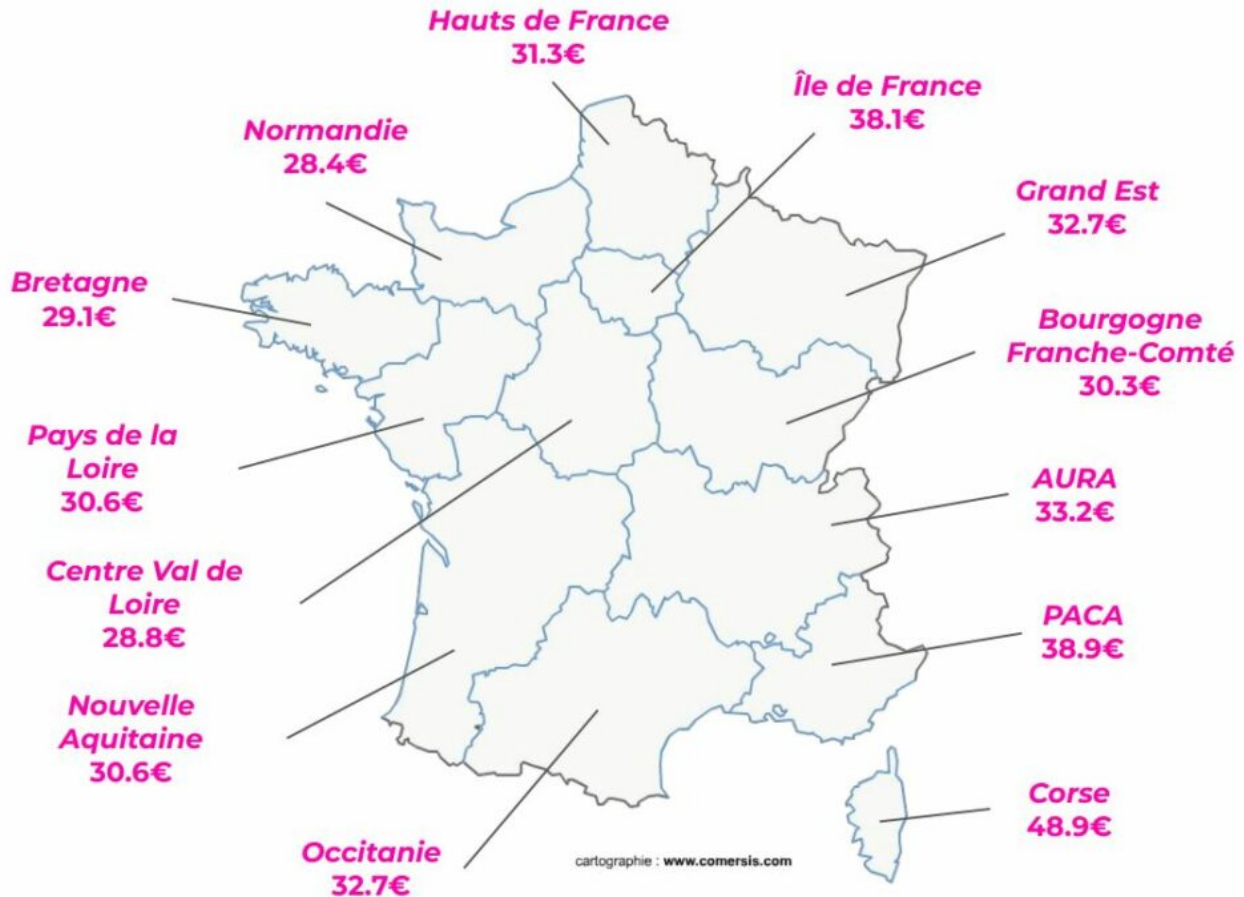 Hauts de France
31.3€
Île de France
38.1€
Normandie
28.4€
Grand Est
32.7€
Bretagne
29.1€
Bourgogne
Franche-Comté
30.3€
Pays de la
Loire
30.6€
AURA
33.2€
Centre Val de
Loire
28.8€
PACA
38.9€
Nouvelle
Aquitaine
30.6€
Corse
48.9€
Occitanie
32.7€
cartographie : www.comersis.com